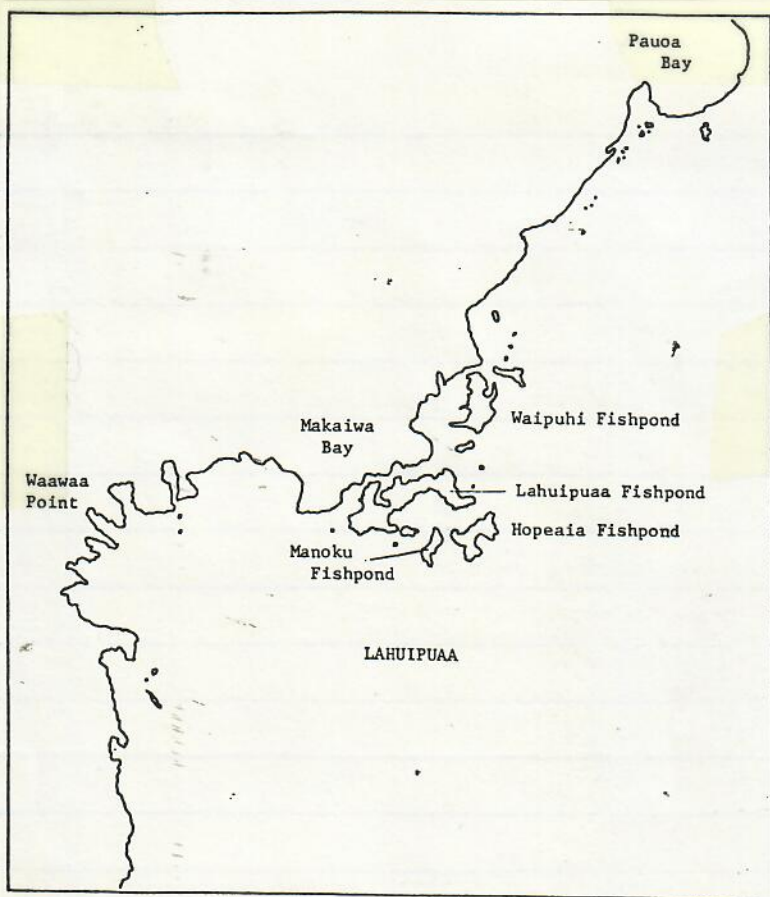 Pauoa
Bay
Waipuhi Fishpond
Makaiwa
Bay
Waawaa
Point
Lahuipuaa Fishpond
Hopeaia Fishpond
Manoku
Fishpond
LAHUIPUAA